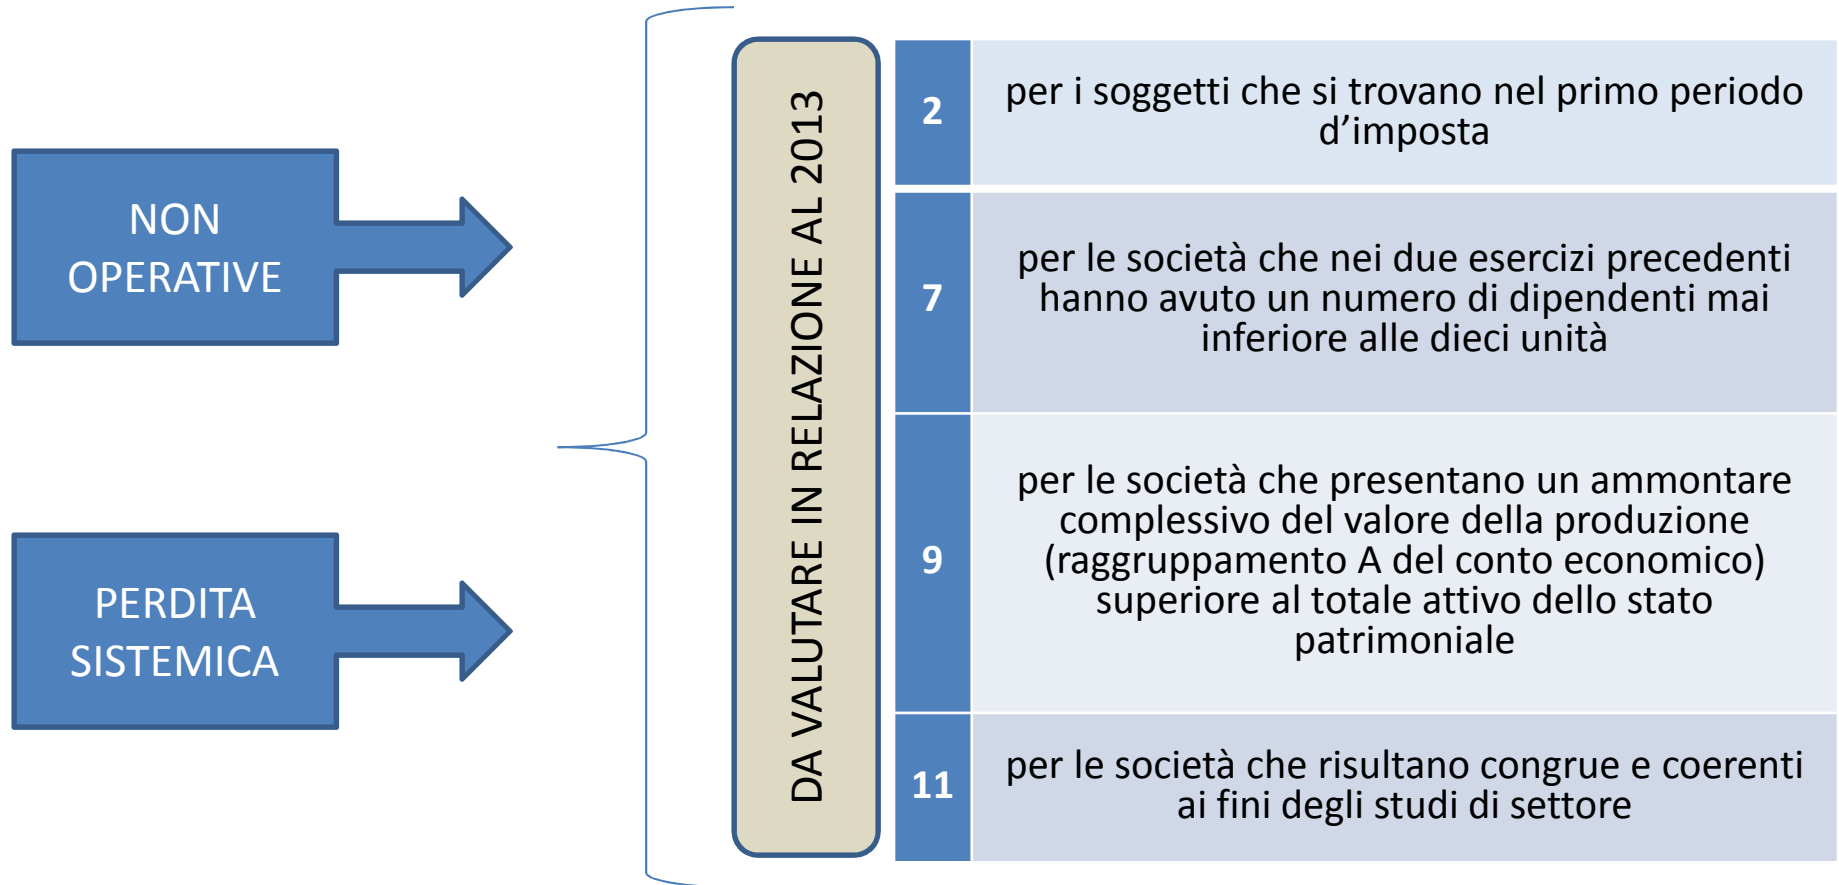 NON
OPERATIVE
PERDITA
SISTEMICA
DA VALUTARE IN RELAZIONE AL 2013
2
per i soggetti che si trovano nel primo periodo
d’imposta
7
per le società che nei due esercizi precedenti
hanno avuto un numero di dipendenti mai
inferiore alle dieci unità
9
per le società che presentano un ammontare
complessivo del valore della produzione
(raggruppamento A del conto economico)
superiore al totale attivo dello stato
patrimoniale
11
per le società che risultano congrue e coerenti
ai fini degli studi di settore